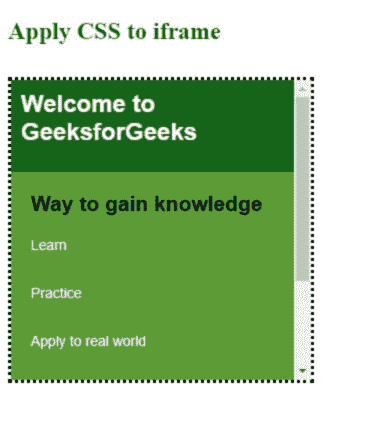 Apply CSS to iframe
Welcome to
GeeksforGeeks
Way to gain knowledge
Learn
Practice
Apply to real world